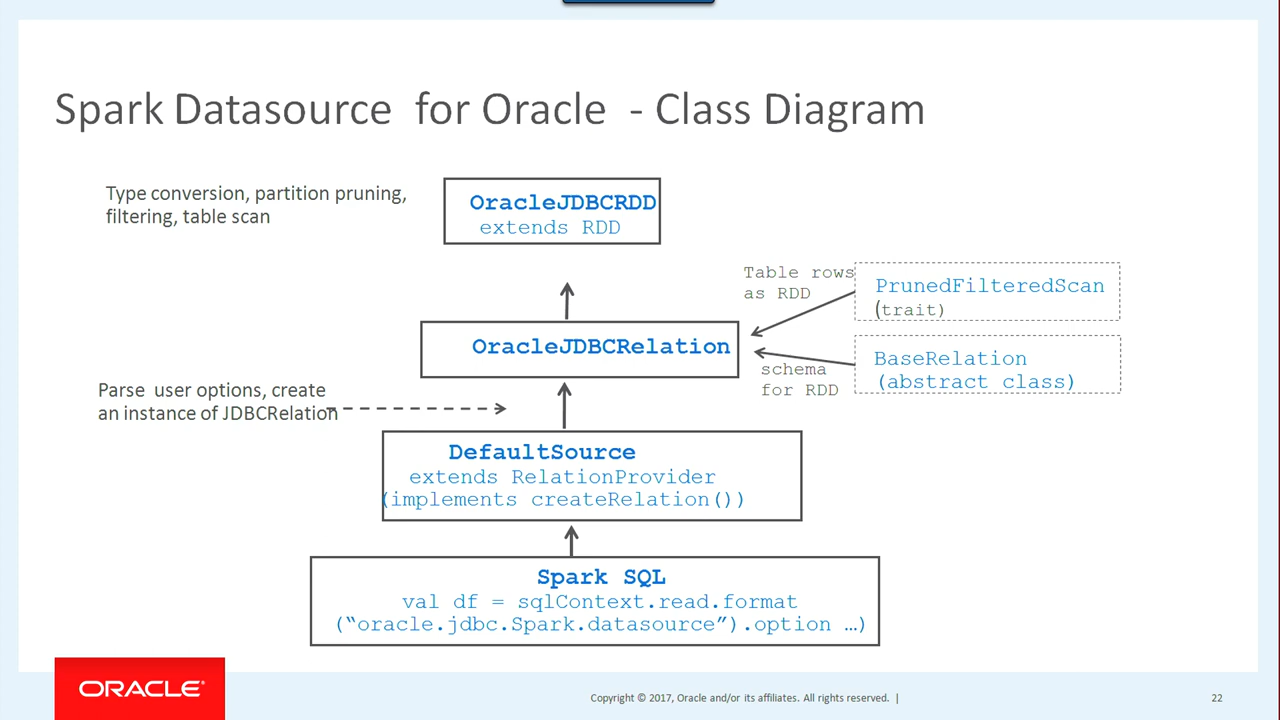 Spark Datasource for Oracle - Class Diagram
Type conversion, partition pruning,
filtering, table scan
OracleJDBCRDD
extends RDD
Table rows
as RDD
PrunedFilteredScan
(trait)
OracleJDBCRelation
BaseRelation
(abstract class)
schema
for RDD
Parse user options, create
an instance of JDBCRelation
DefaultSource
extends RelationProvider
(implements createRelation())
Spark SQL
val df = sqlContext.read.format
(“oracle.jdbc.Spark.datasource”).option …)
ORACLE®
Copyright © 2017, Oracle and/or its affiliates. All rights reserved. |
22